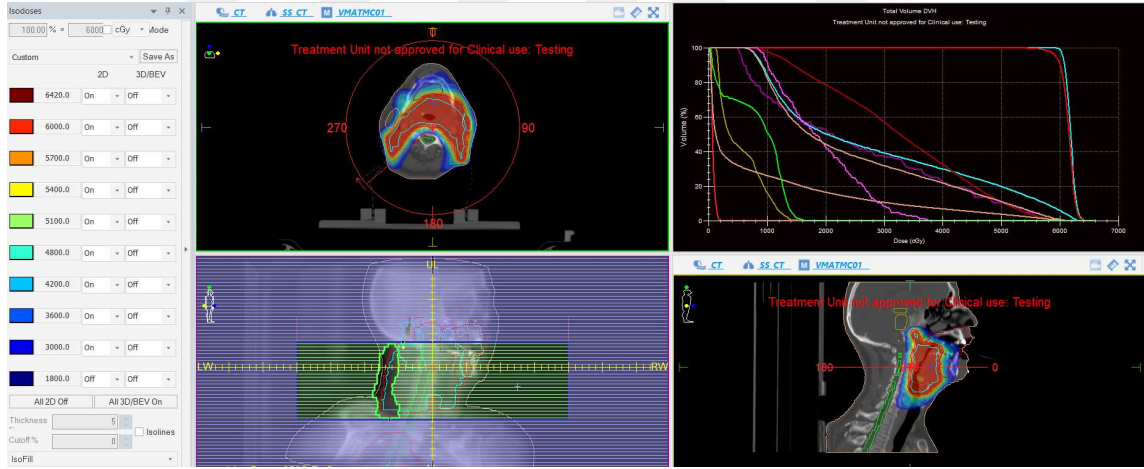 Isodoses
100.00 % = 6000 cGy Mode
Custom Save As
2D 3D/BEV
6420.0 On Off
6000.0 On Off
5700.0 On Off
5400.0 On Off
5100.0 On Off
4800.0 On Off
4200.0 On Off
3600.0 On Off
3000.0 On Off
1800.0 Off Off
All 2D Off All 3D/BEV On
Thickness 5
Isolines
Cutoff % 0
IsoFill
CT SS CT M VMATMC01
Treatment Unit not approved for Clinical use: Testing
270
90
180
Total Volume DVH
Treatment Unit not approved for Clinical use: Testing
Volume (%)
100
80
60
40
20
0
0 1000 2000 3000 4000 5000 6000 7000
Dose (cGy)
UL
LW
RW
CT SS CT M VMATMC01
Treatment Unit not approved for Clinical use: Testing
180
0